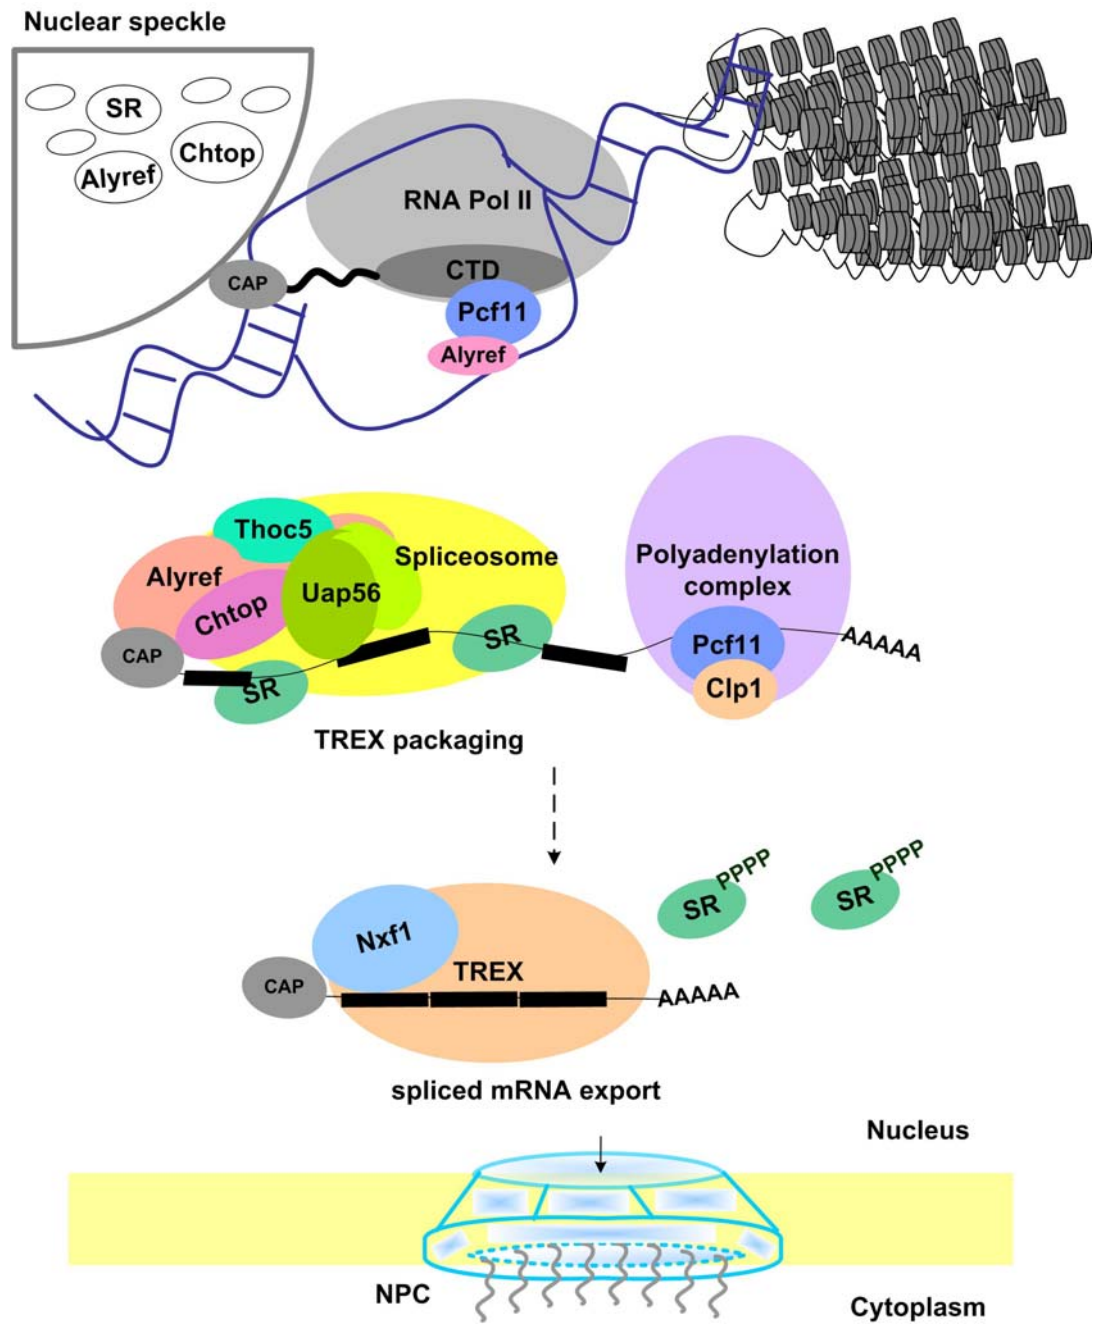 Nuclear speckle
SR
Chtop
Alyref
RNA Pol II
CTD
CAP
Pcf11
Alyref
Thoc5
Spliceosome
Polyadenylation
complex
Alyref
Uap56
Chtop
SR
Pcf11
AAAAA
CAP
Clp1
SR
TREX packaging
PPPP
SR
PPPP
SR
Nxf1
TREX
CAP
AAAAA
spliced mRNA export
Nucleus
NPC
Cytoplasm